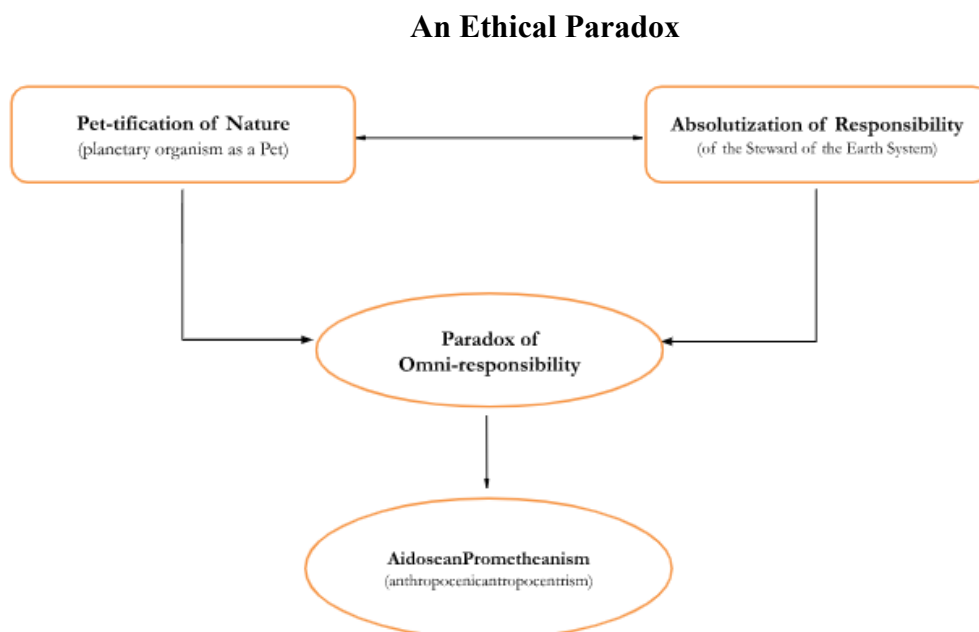 An Ethical Paradox
Pet-tification of Nature
(planetary organism as a Pet)
Absolutization of Responsibility
(of the Steward of the Earth System)
Paradox of
Omni-responsibility
AidoseanPrometheanism
(anthropocenicantropocentrism)